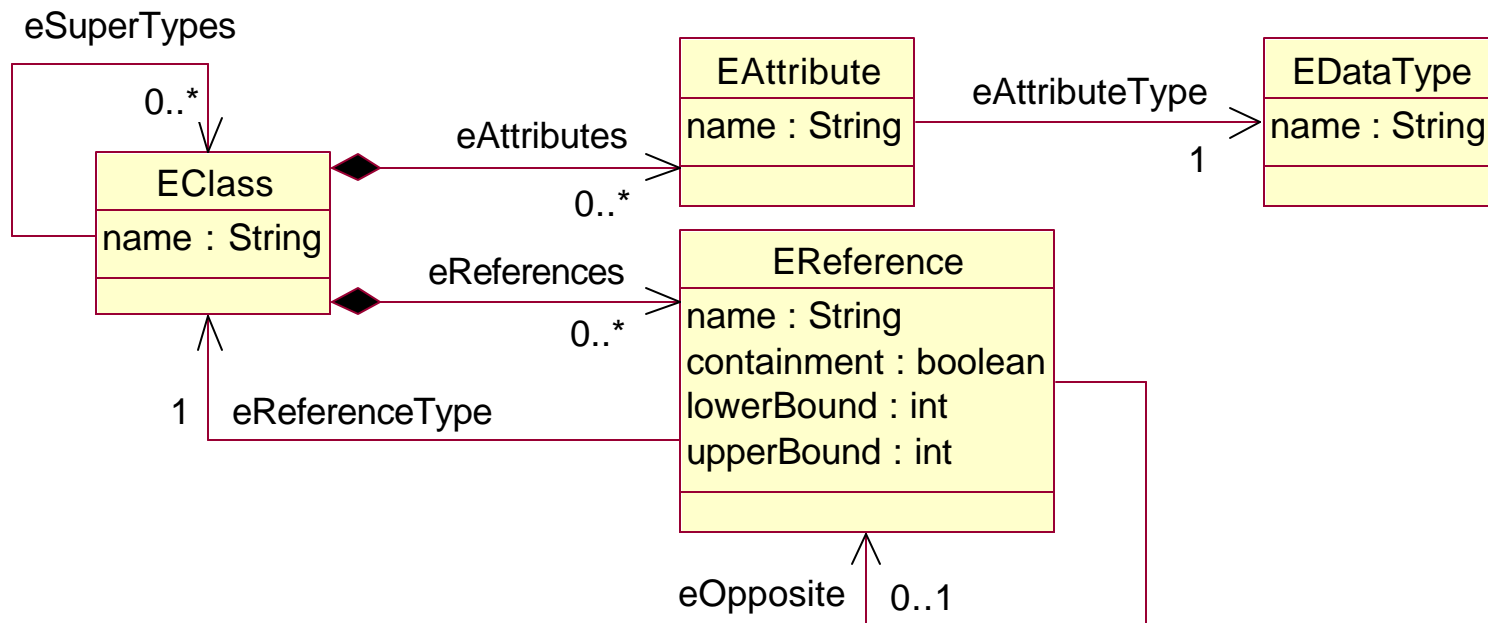 eSuperTypes
0..*
EClass
name : String
eAttributes
0..*
EAttribute
name : String
eAttributeType
1
EDataType
name : String
eReferences
0..*
EReference
name : String
containment : boolean
lowerBound : int
upperBound : int
1
eReferenceType
eOpposite
0..1